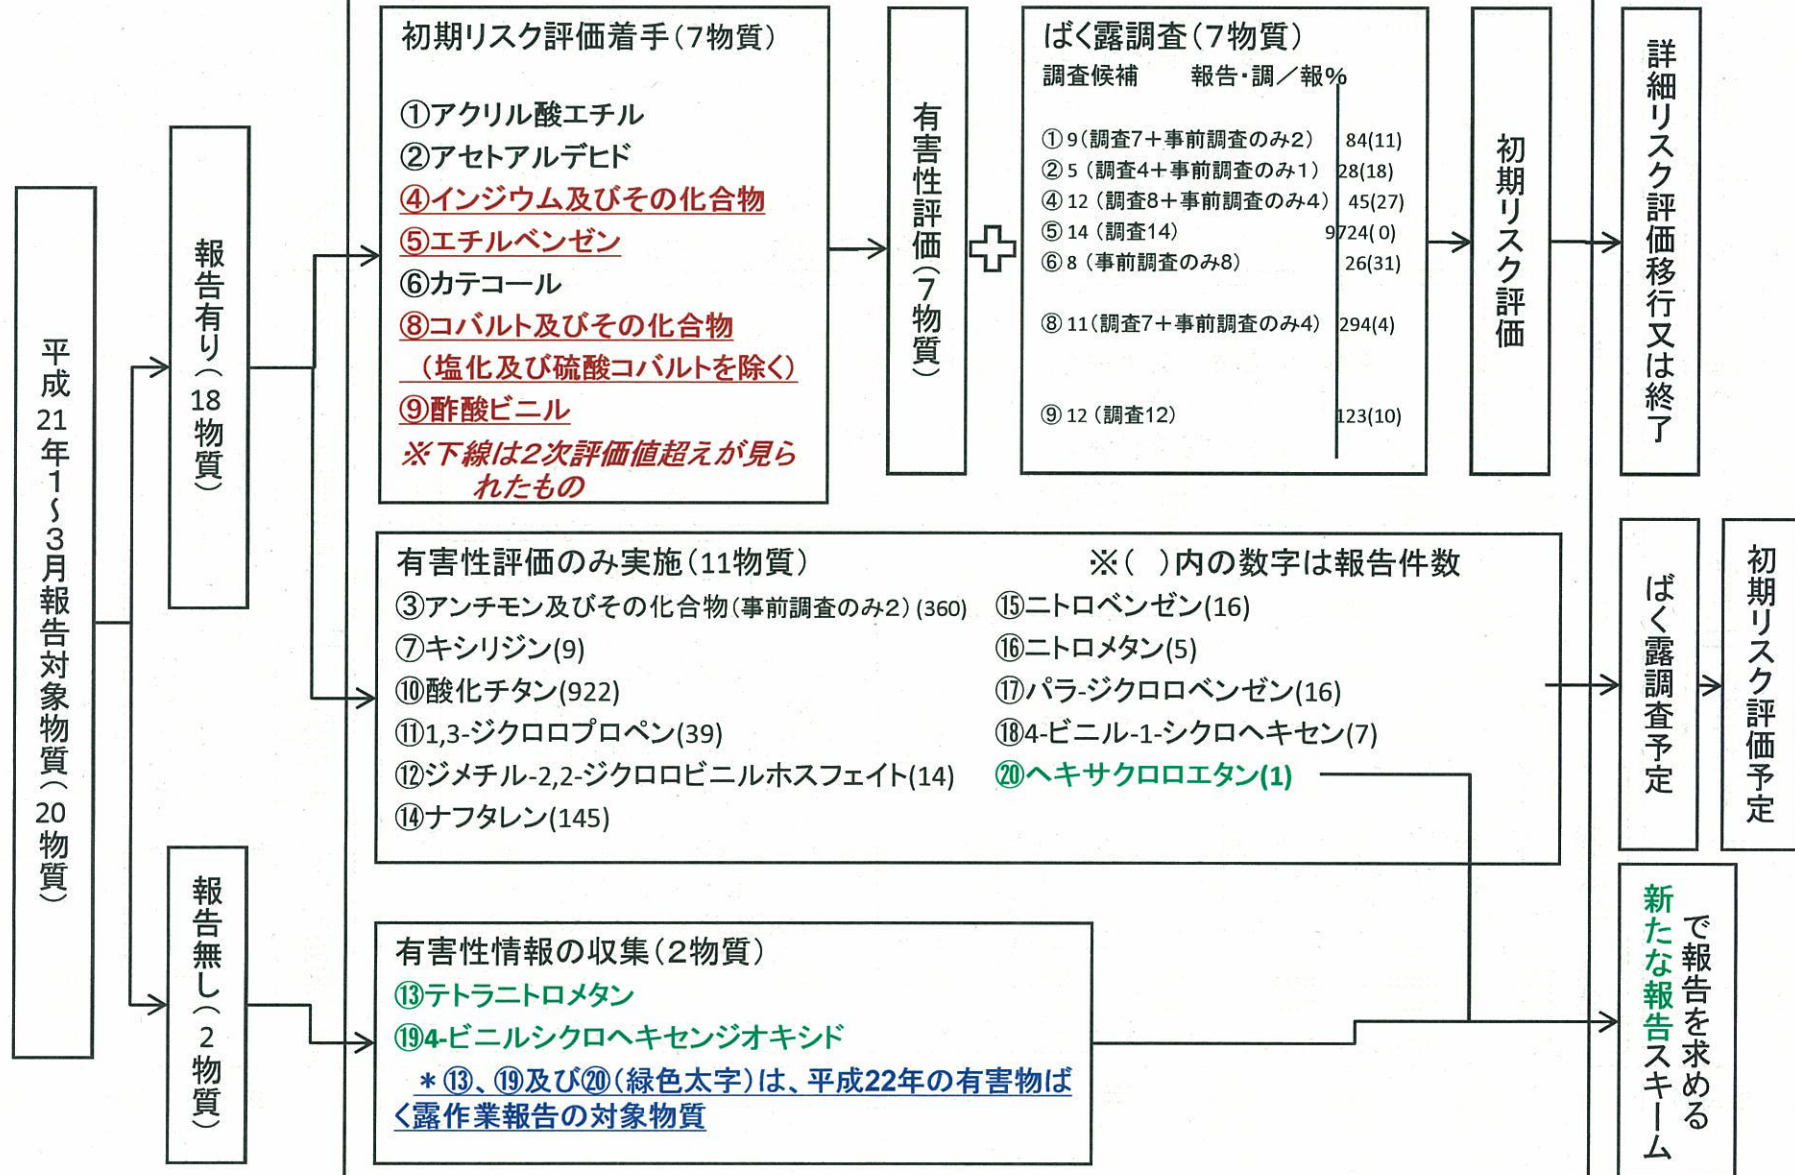 平成21年1～3月報告対象物質（20物質）
報告有り（18物質）
報告無し（2物質）
初期リスク評価着手（7物質）
①アクリル酸エチル
②アセトアルデヒド
④インジウム及びその化合物
⑤エチルベンゼン
⑥カテコール
⑧コバルト及びその化合物
（塩化及び硫酸コバルトを除く）
⑨酢酸ビニル
※下線は2次評価値超えが見ら
れたもの
有害性評価（7物質）
ばく露調査（7物質）
調査候補 報告・調／報%
①9（調査7＋事前調査のみ2） 84(11)
②5（調査4＋事前調査のみ1） 28(18)
④12（調査8＋事前調査のみ4） 45(27)
⑤14（調査14） 9724(0)
⑥8（事前調査のみ8） 26(31)
⑧11（調査7＋事前調査のみ4） 294(4)
⑨12（調査12） 123(10)
初期リスク評価
詳細リスク評価移行又は終了
有害性評価のみ実施（11物質） ※（ ）内の数字は報告件数
③アンチモン及びその化合物（事前調査のみ2）(360)
⑦キシリジン(9)
⑩酸化チタン(922)
⑪1,3-ジクロロプロペン(39)
⑫ジメチル-2,2-ジクロロビニルホスフェイト(14)
⑭ナフタレン(145)
⑮ニトロベンゼン(16)
⑯ニトロメタン(5)
⑰パラ-ジクロロベンゼン(16)
⑱4-ビニル-1-シクロヘキセン(7)
⑳ヘキサクロロエタン(1)
ばく露調査予定
初期リスク評価予定
有害性情報の収集（2物質）
⑬テトラニトロメタン
⑲4-ビニルシクロヘキセンジオキシド
＊⑬、⑲及び⑳（緑色太字）は、平成22年の有害物ば
く露作業報告の対象物質
新たな報告スキーム
で報告を求める